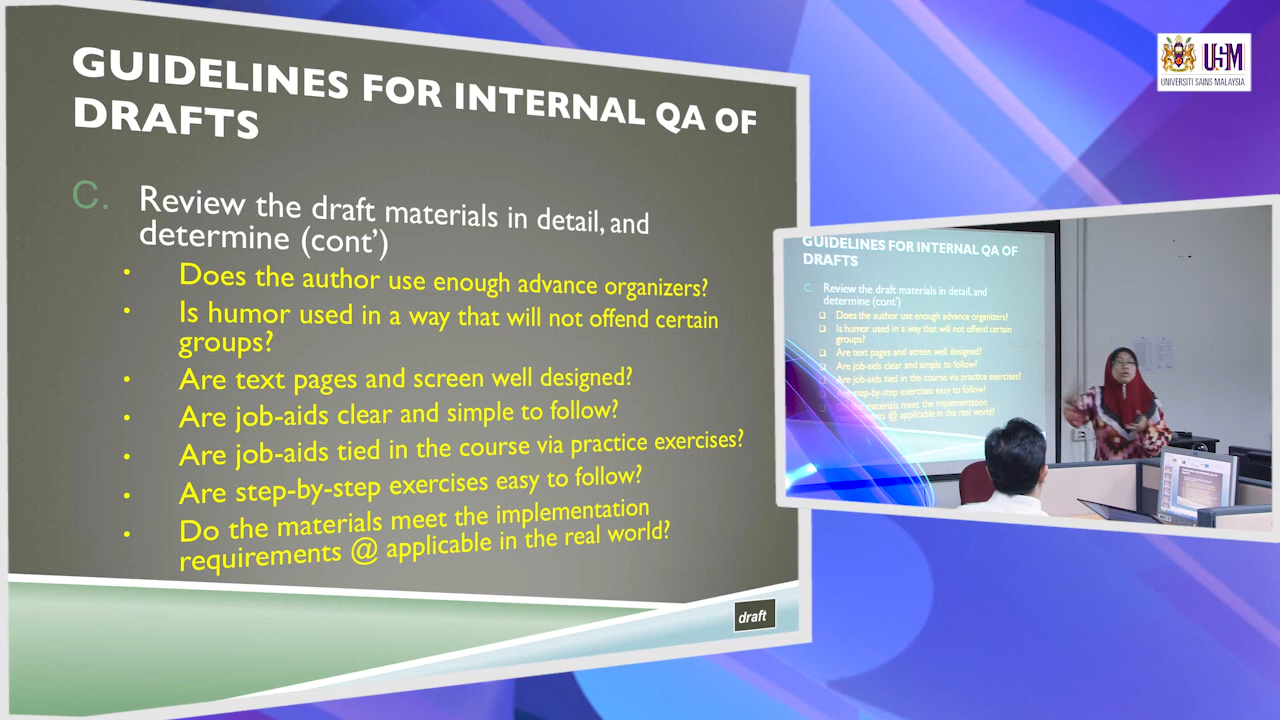 GUIDELINES FOR INTERNAL QA OF
DRAFTS
C. Review the draft materials in detail, and
determine (cont’)
• Does the author use enough advance organizers?
• Is humor used in a way that will not offend certain
groups?
• Are text pages and screen well designed?
• Are job-aids clear and simple to follow?
• Are job-aids tied in the course via practice exercises?
• Are step-by-step exercises easy to follow?
• Do the materials meet the implementation
requirements @ applicable in the real world?
draft
USM
UNIVERSITI SAINS MALAYSIA
GUIDELINES FOR INTERNAL QA OF
DRAFTS
C. Review the draft materials in detail, and
determine (cont’)
❑ Does the author use enough advance organizers?
❑ Is humor used in a way that will not offend certain
groups?
❑ Are text pages and screen well designed?
❑ Are job-aids clear and simple to follow?
Are job-aids tied in the course via practice exercises?
step-by-step exercises easy to follow?
materials meet the implementation
@ applicable in the real world?